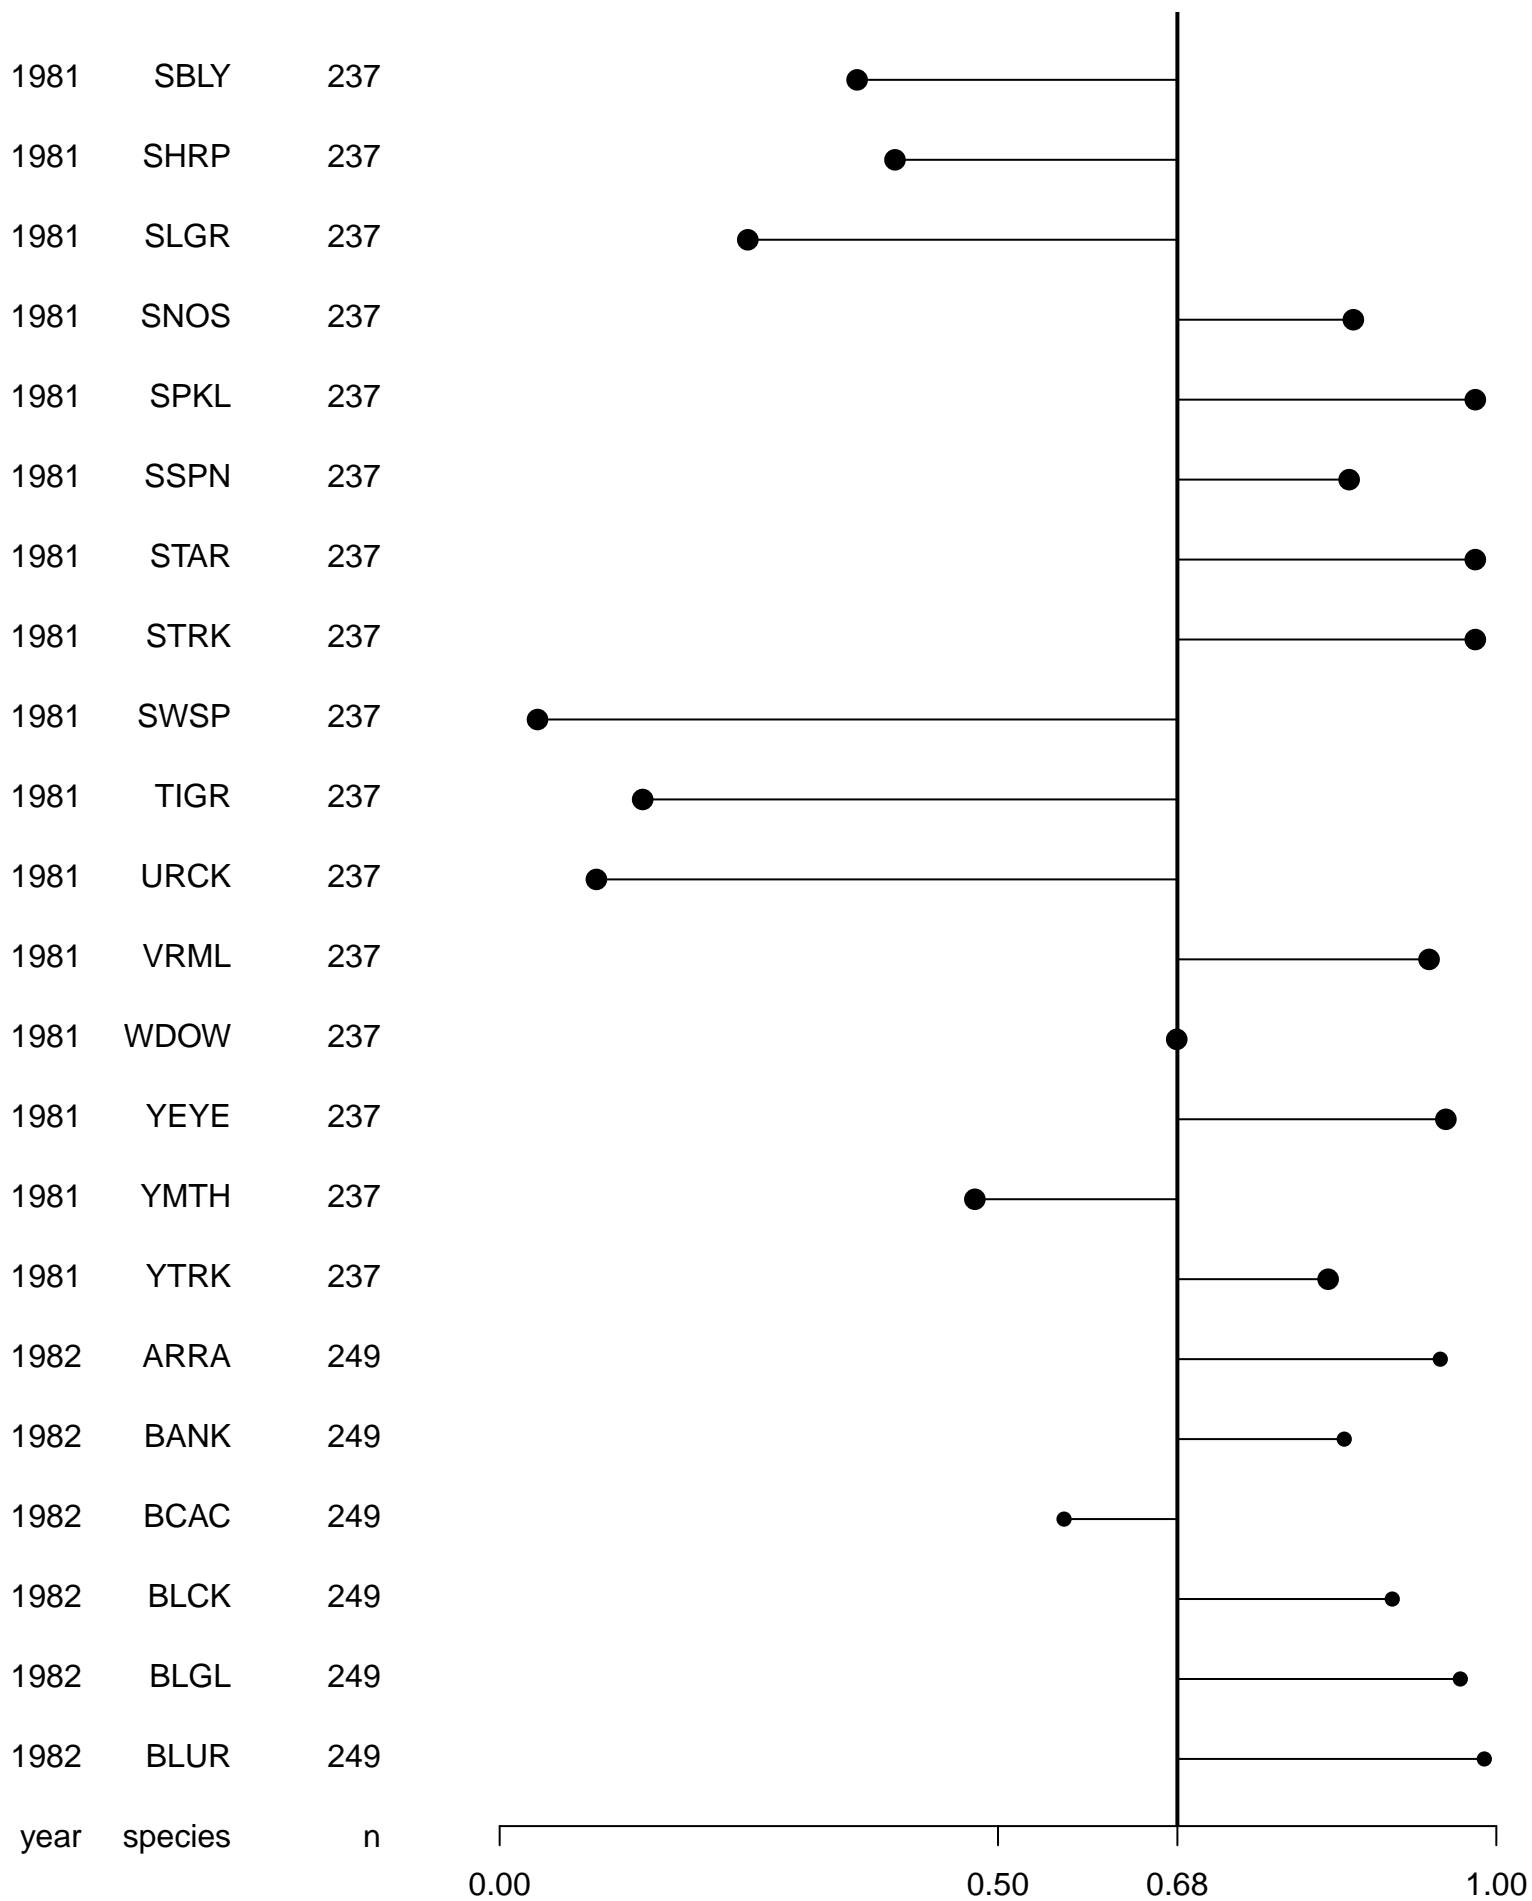 1981 SBLY 237
1981 SHRP 237
1981 SLGR 237
1981 SNOS 237
1981 SPKL 237
1981 SSPN 237
1981 STAR 237
1981 STRK 237
1981 SWSP 237
1981 TIGR 237
1981 URCK 237
1981 VRML 237
1981 WDOW 237
1981 YEYE 237
1981 YMTH 237
1981 YTRK 237
1982 ARRA 249
1982 BANK 249
1982 BCAC 249
1982 BLCK 249
1982 BLGL 249
1982 BLUR 249
year species n
0.00 0.50 0.68 1.00